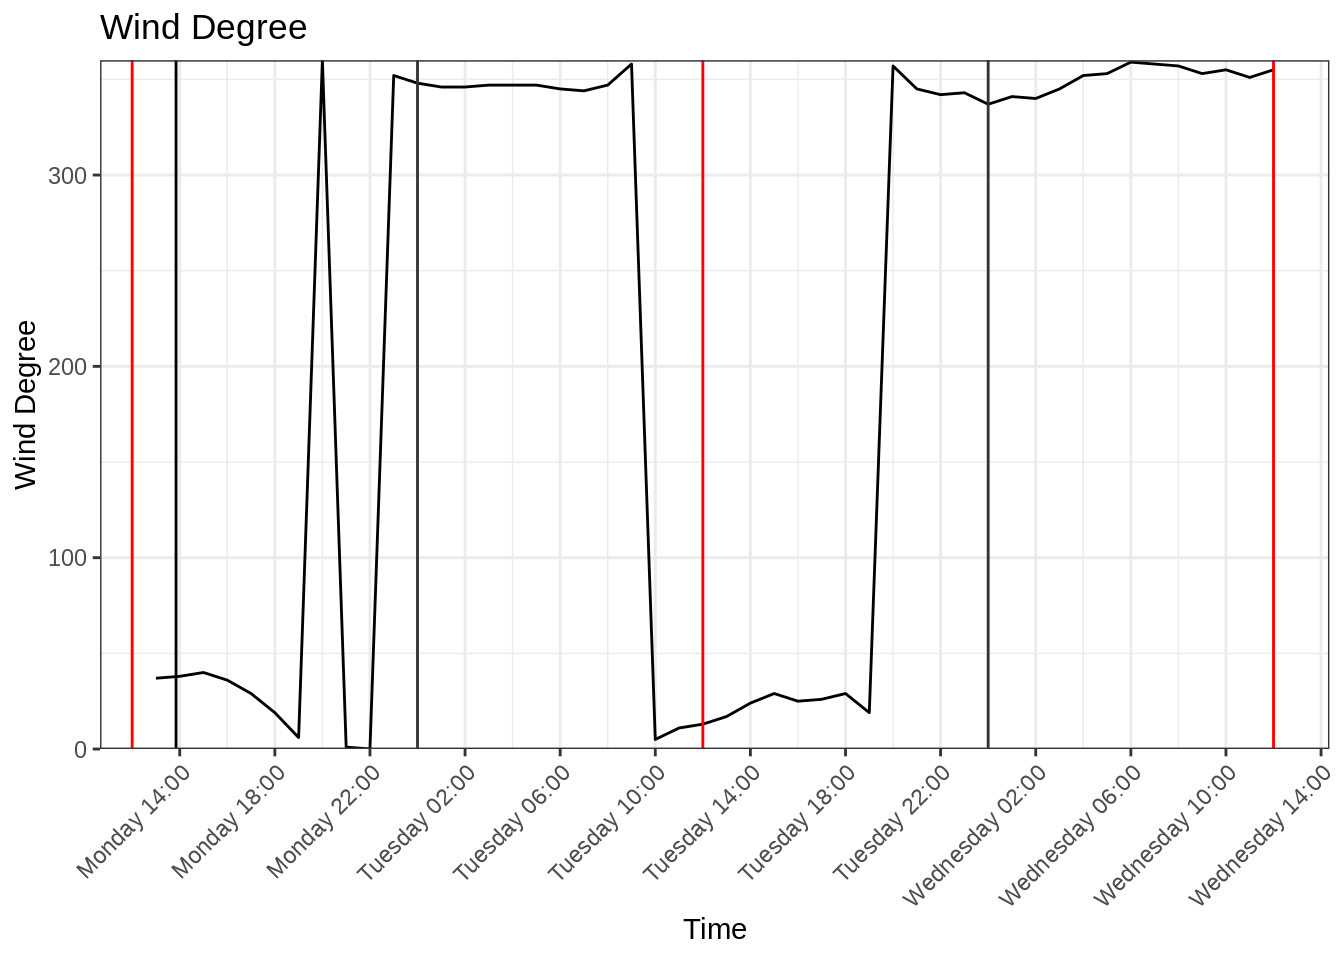 Wind Degree
Wind Degree
300
200
100
0
Monday 14:00
Monday 18:00
Monday 22:00
Tuesday 02:00
Tuesday 06:00
Tuesday 10:00
Tuesday 14:00
Tuesday 18:00
Tuesday 22:00
Wednesday 02:00
Wednesday 06:00
Wednesday 10:00
Wednesday 14:00
Time